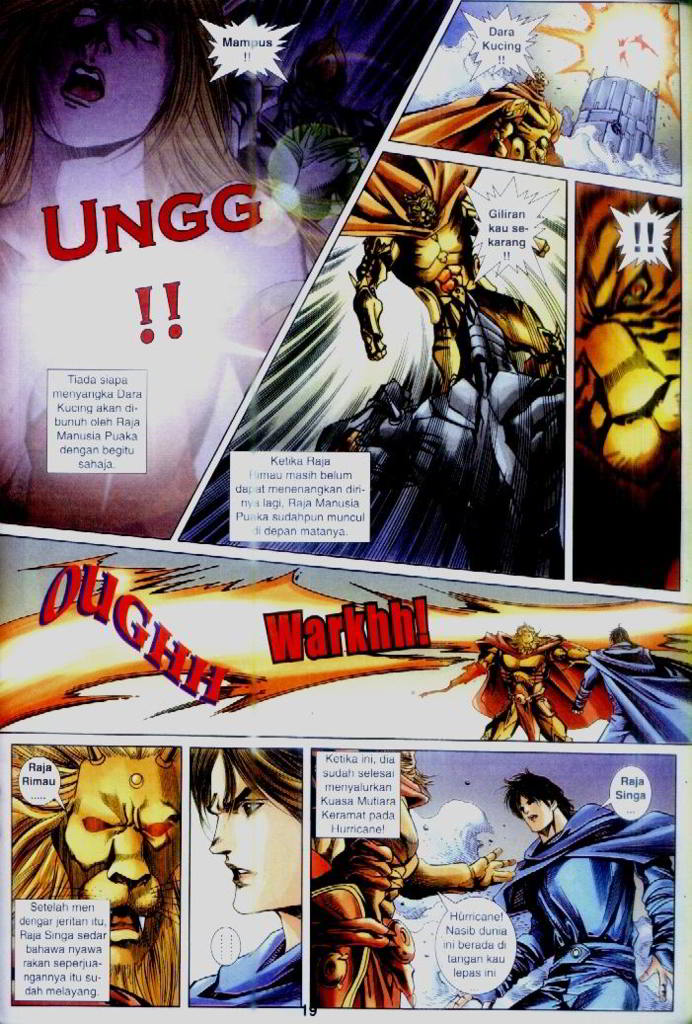 Mampus
!!
UNGG
!!
Tiada siapa
menyangka Dara
Kucing akan di-
bunuh oleh Raja
Manusia Puaka
dengan begitu
sahaja.
Dara
Kucing
!!
Giliran
kau se-
karang
!!
!!
Ketika Raja
Rimau masih belum
dapat menenangkan diri-
nya lagi, Raja Manusia
Puaka sudahpun muncul
di depan matanya.
OUGHH
Warkhh!
Raja
Rimau
.....
Setelah men
dengar jeritan itu,
Raja Singa sedar
bahawa nyawa
rakan seperjua-
ngannya itu su-
dah melayang.
Ketika ini, dia
sudah selesai
menyalurkan
Kuasa Mutiara
Keramat pada
Hurricane!
Raja
Singa
.....
Hurricane!
Nasib dunia
ini berada di
tangan kau
lepas ini
19